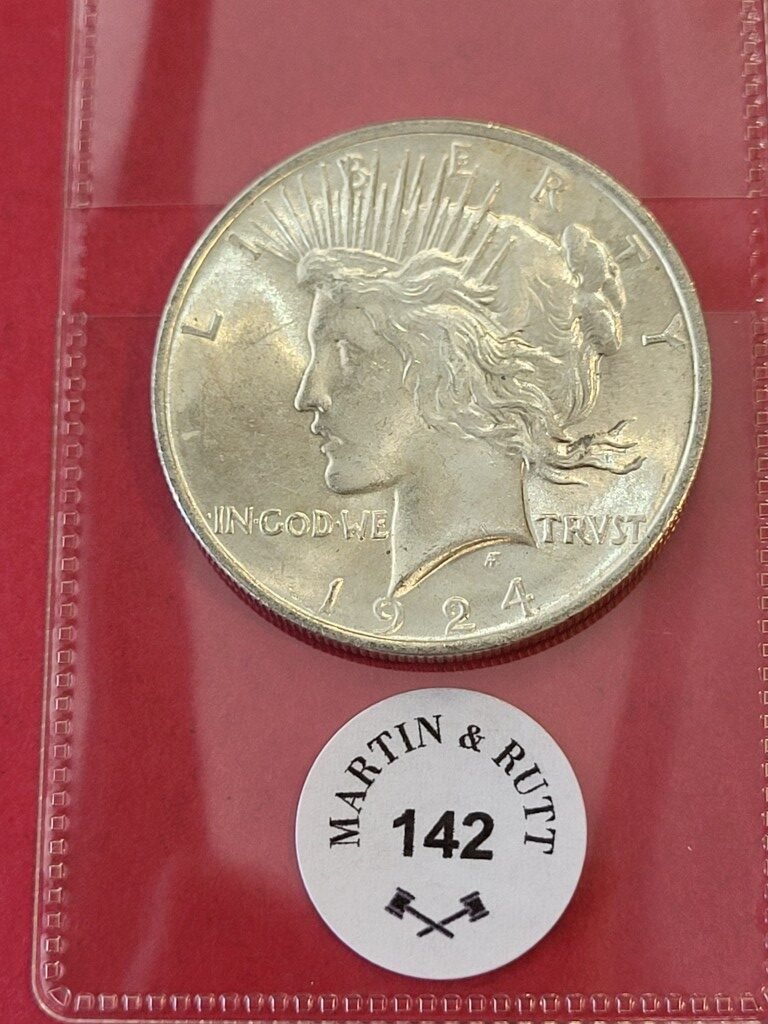 LIBERTY
·IN·GOD·WE TRVST·
1924
MARTIN & RUTT
142